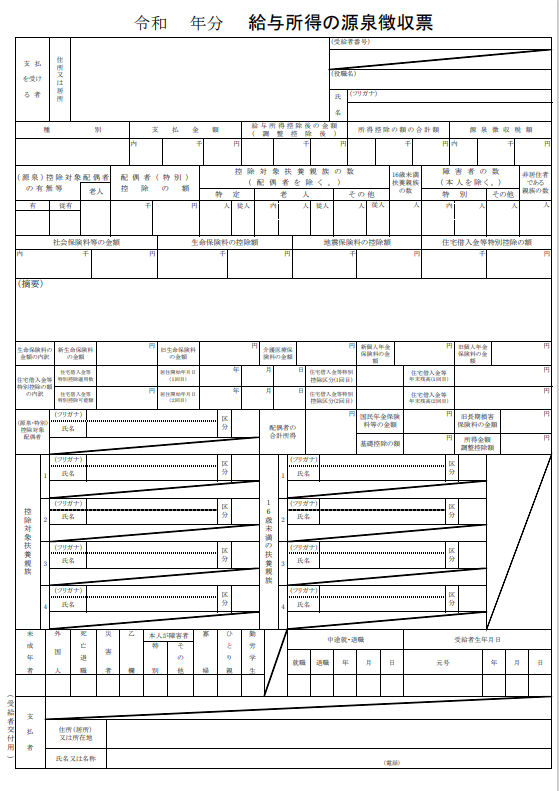 令和　年分　給与所得の源泉徴収票
支払を受ける者
住所又は居所
(受給者番号)
(役職名)
氏名
(フリガナ)
種　別
支払金額
給与所得控除後の金額（調整控除後）
所得控除の額の合計額
源泉徴収税額
内 千 円 千 円 千 円 内 千 円
(源泉)控除対象配偶者の有無等
老人
配偶者(特別)控除の額
控除対象扶養親族の数（配偶者を除く。）
16歳未満扶養親族の数
障害者の数（本人を除く。）
非居住者である親族の数
有 従有
特定 老人 その他
特別 その他
千 円 人 従人 内 人 従人 人 従人 人 内 人 人 人
社会保険料等の金額
生命保険料の控除額
地震保険料の控除額
住宅借入金等特別控除の額
内 千 円 千 円 千 円 千 円
(摘要)
生命保険料の金額の内訳
新生命保険料の金額 円
旧生命保険料の金額 円
介護医療保険料の金額 円
新個人年金保険料の金額 円
旧個人年金保険料の金額 円
住宅借入金等特別控除の額の内訳
住宅借入金等特別控除適用数
居住開始年月日(1回目) 年 月 日
住宅借入金等特別控除区分(1回目)
住宅借入金等年末残高(1回目) 円
住宅借入金等特別控除可能額 円
居住開始年月日(2回目) 年 月 日
住宅借入金等特別控除区分(2回目)
住宅借入金等年末残高(2回目) 円
(源泉・特別)控除対象配偶者
(フリガナ)
氏名
区分
配偶者の合計所得 円
国民年金保険料等の金額 円
旧長期損害保険料の金額 円
基礎控除の額 円
所得金額調整控除額 円
控除対象扶養親族
16歳未満の扶養親族
1 (フリガナ) 氏名 区分
1 (フリガナ) 氏名 区分
2 (フリガナ) 氏名 区分
2 (フリガナ) 氏名 区分
3 (フリガナ) 氏名 区分
3 (フリガナ) 氏名 区分
4 (フリガナ) 氏名 区分
4 (フリガナ) 氏名 区分
未成年者
外国人
死亡退職
災害者
乙欄
本人が障害者
特別
その他
寡婦
ひとり親
勤労学生
中途就・退職
受給者生年月日
就職 退職 年 月 日
元号 年 月 日
(受給者交付用)
支払者
住所(居所)又は所在地
氏名又は名称
(電話)